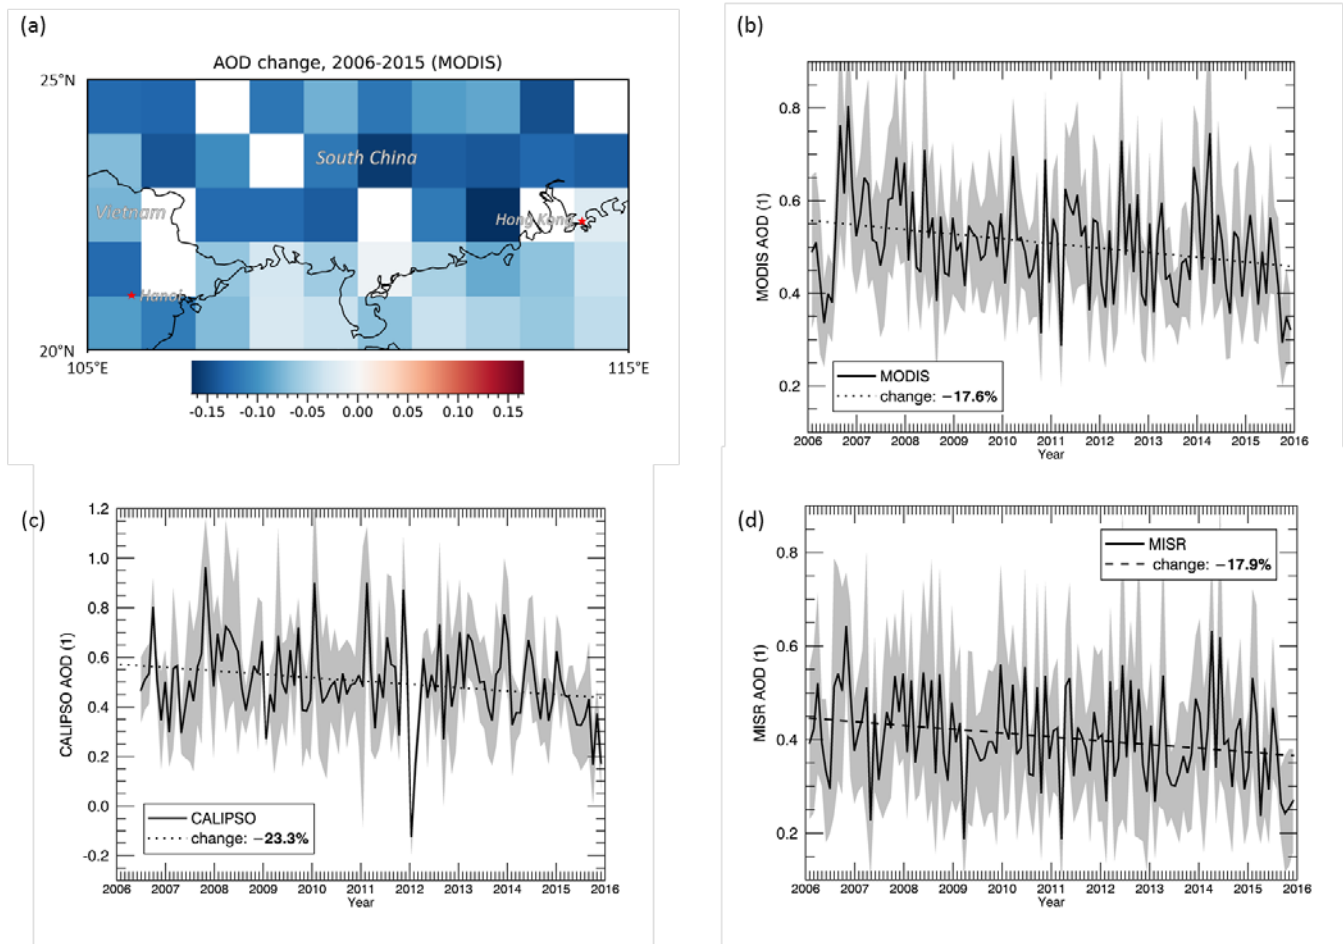 (a)
AOD change, 2006-2015 (MODIS)
25°N
South China
Vietnam
Hong Kong
Hanoi
20°N
105°E
115°E
-0.15 -0.10 -0.05 0.00 0.05 0.10 0.15
(b)
MODIS AOD (1)
0.8
0.6
0.4
0.2
MODIS
change: −17.6%
2006 2007 2008 2009 2010 2011 2012 2013 2014 2015 2016
Year
(c)
CALIPSO AOD (1)
1.2
1.0
0.8
0.6
0.4
0.2
0.0
-0.2
CALIPSO
change: −23.3%
2006 2007 2008 2009 2010 2011 2012 2013 2014 2015 2016
Year
(d)
MISR AOD (1)
0.8
0.6
0.4
0.2
MISR
change: −17.9%
2006 2007 2008 2009 2010 2011 2012 2013 2014 2015 2016
Year